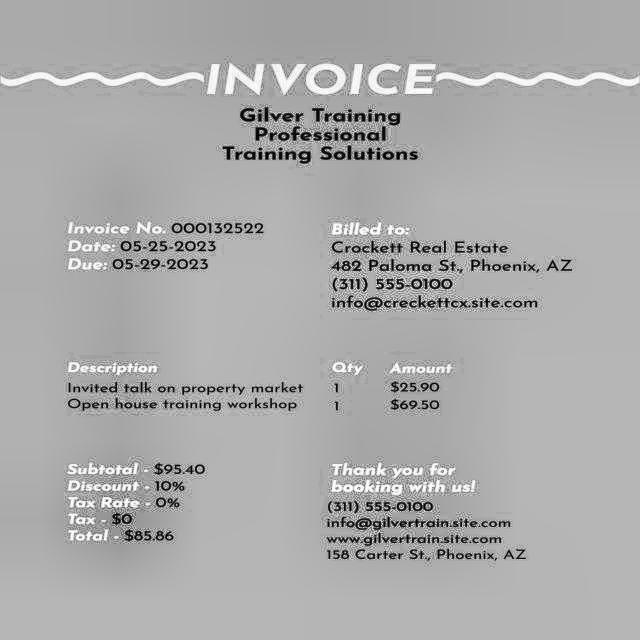 INVOICE
Gilver Training
Professional
Training Solutions
Invoice No. 000132522
Date: 05-25-2023
Due: 05-29-2023
Billed to:
Crockett Real Estate
482 Paloma St., Phoenix, AZ
(311) 555-0100
info@creckettcx.site.com
Description Qty Amount
Invited talk on property market 1 $25.90
Open house training workshop 1 $69.50
Subtotal - $95.40
Discount - 10%
Tax Rate - 0%
Tax - $0
Total - $85.86
Thank you for
booking with us!
(311) 555-0100
info@gilvertrain.site.com
www.gilvertrain.site.com
158 Carter St., Phoenix, AZ